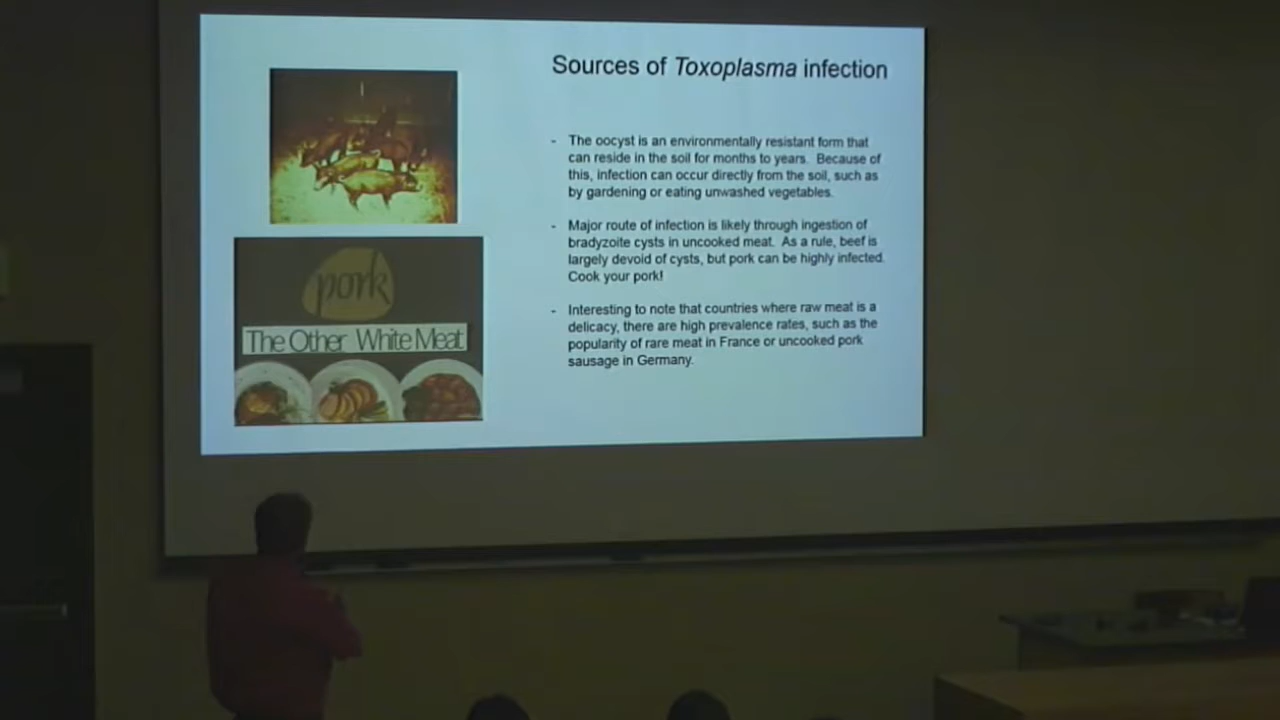 Sources of Toxoplasma infection
- The oocyst is an environmentally resistant form that
can reside in the soil for months to years. Because of
this, infection can occur directly from the soil, such as
by gardening or eating unwashed vegetables.
- Major route of infection is likely through ingestion of
bradyzoite cysts in uncooked meat. As a rule, beef is
largely devoid of cysts, but pork can be highly infected.
Cook your pork!
- Interesting to note that countries where raw meat is a
delicacy, there are high prevalence rates, such as the
popularity of rare meat in France or uncooked pork
sausage in Germany.
pork
The Other White Meat